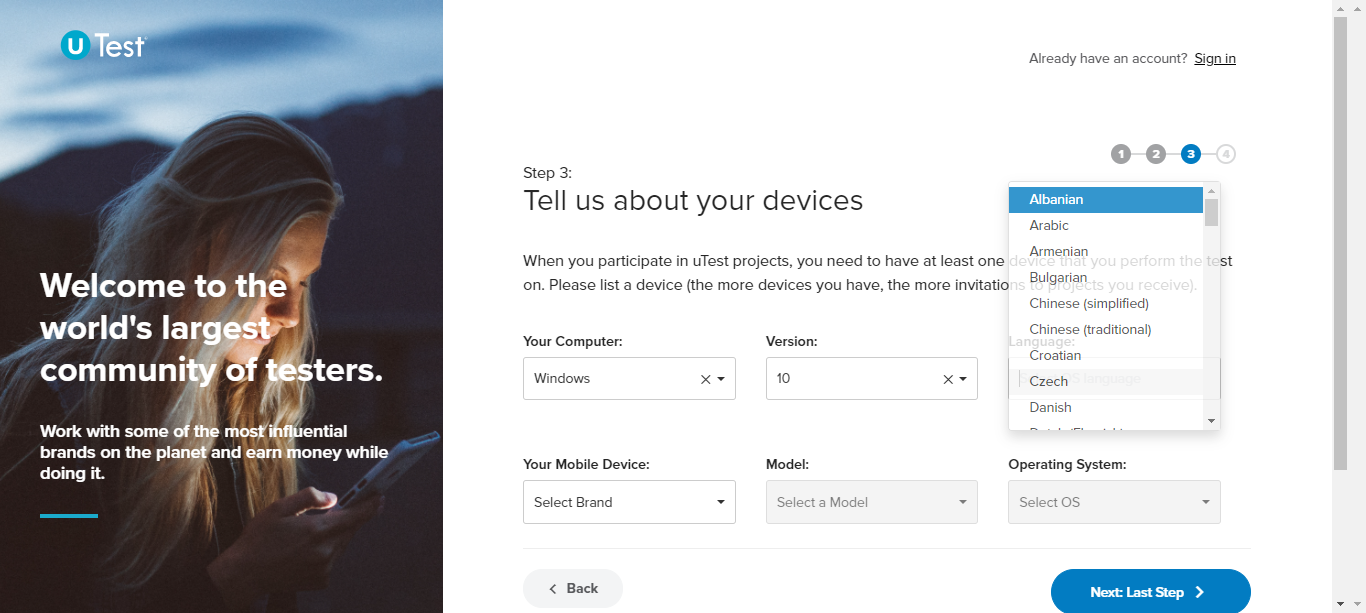 uTest
Already have an account? Sign in
1 2 3 4
Step 3:
Tell us about your devices
When you participate in uTest projects, you need to have at least one device that you perform the test
on. Please list a device (the more devices you have, the more invitations to projects you receive).
Albanian
Arabic
Armenian
Bulgarian
Chinese (simplified)
Chinese (traditional)
Croatian
Czech
Danish
Your Computer:
Version:
Language:
Windows
10
Your Mobile Device:
Model:
Operating System:
Select Brand
Select a Model
Select OS
Back
Next: Last Step
Welcome to the
world's largest
community of testers.
Work with some of the most influential
brands on the planet and earn money while
doing it.